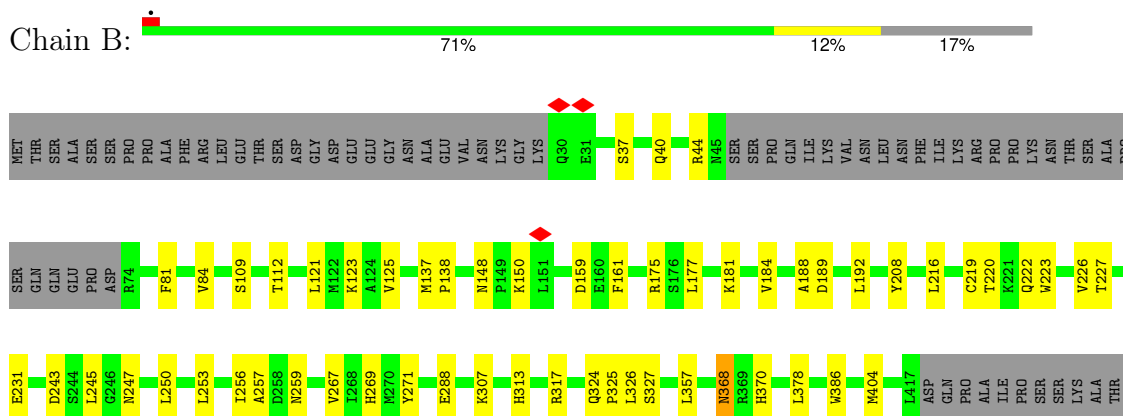 Chain B:
71% 12% 17%
MET THR SER ALA SER SER PRO PRO ALA PHE ARG LEU GLU THR SER ASP GLY ASP GLU GLU GLY ASN ALA GLU VAL ASN LYS GLY LYS Q30 E31 S37 Q40 R44 N45 SER SER PRO GLN ILE LYS VAL ASN LEU ASN PHE ILE LYS ARG PRO PRO LYS ASN THR SER ALA PRO
SER GLN GLN GLU PRO ASP R74 F81 V84 S109 T112 L121 M122 K123 A124 V125 M137 P138 N148 P149 K150 L151 D159 E160 F161 R175 S176 L177 K181 V184 A188 D189 L192 Y208 L216 C219 T220 K221 Q222 W223 V226 T227
E231 D243 S244 L245 G246 N247 L250 L253 I256 A257 D258 N259 V267 I268 H269 M270 Y271 E288 K307 H313 R317 Q324 P325 L326 S327 L357 N368 R369 H370 L378 W386 M404 L417 ASP GLN PRO ALA ILE PRO SER SER LYS ALA THR